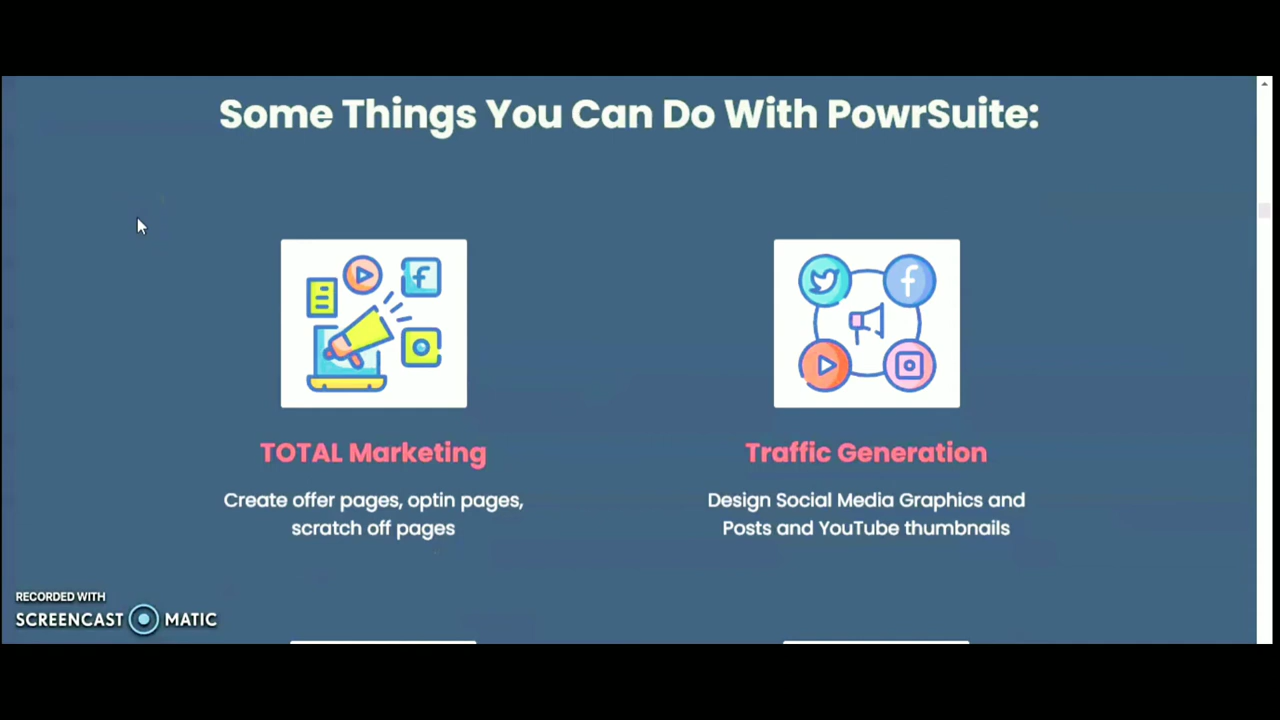 Some Things You Can Do With PowrSuite:
TOTAL Marketing
Create offer pages, optin pages,
scratch off pages
Traffic Generation
Design Social Media Graphics and
Posts and YouTube thumbnails
RECORDED WITH
SCREENCAST MATIC